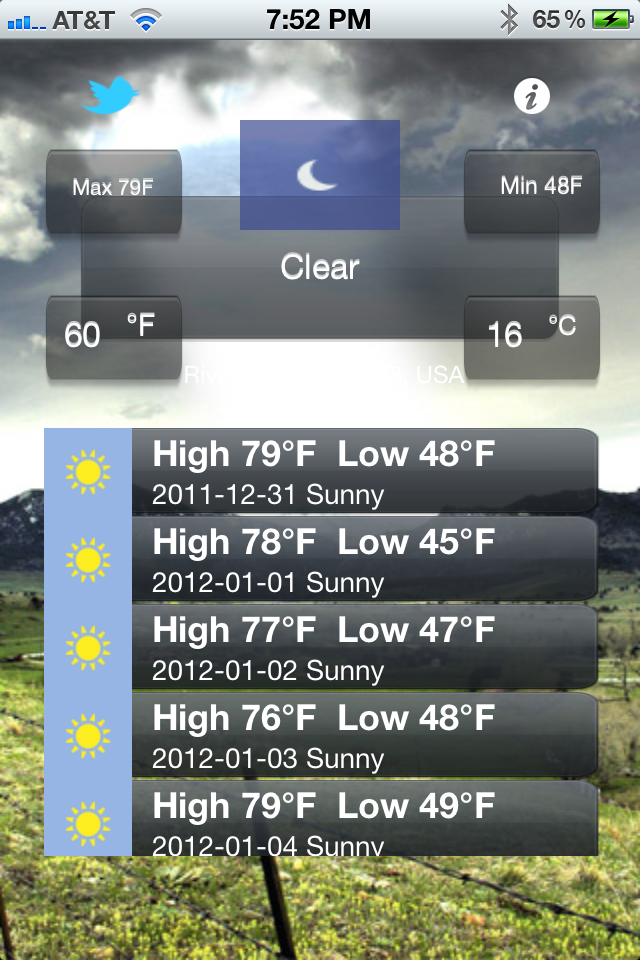 AT&T 7:52 PM 65%
i
Max 79F
Min 48F
Clear
60 °F
16 °C
USA
High 79°F Low 48°F
2011-12-31 Sunny
High 78°F Low 45°F
2012-01-01 Sunny
High 77°F Low 47°F
2012-01-02 Sunny
High 76°F Low 48°F
2012-01-03 Sunny
High 79°F Low 49°F
2012-01-04 Sunny